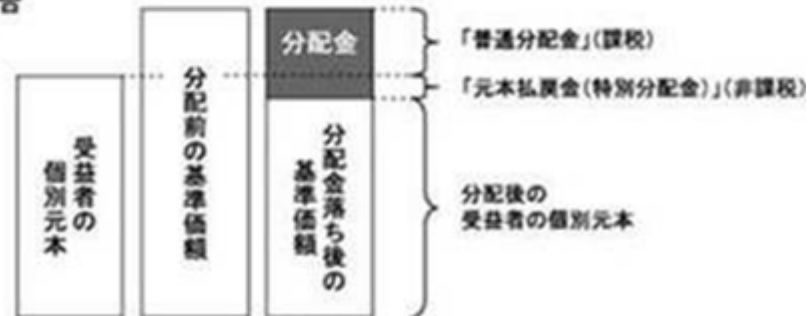 分配金
「普通分配金」(課税)
「元本払戻金(特別分配金)」(非課税)
受益者の
個別元本
分配前の基準価額
分配金落ち後の
基準価額
分配後の
受益者の個別元本